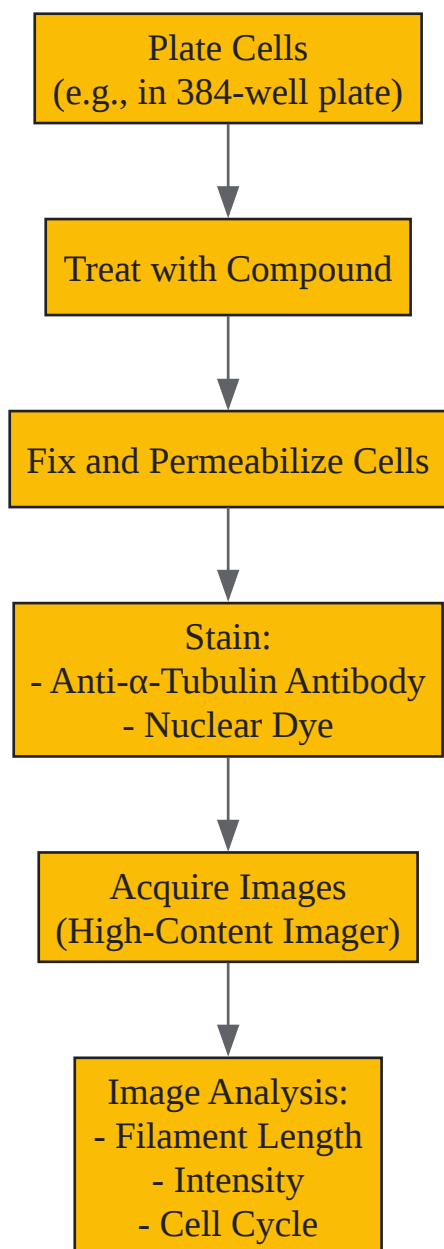 Plate Cells
(e.g., in 384-well plate)
Treat with Compound
Fix and Permeabilize Cells
Stain:
- Anti-α-Tubulin Antibody
- Nuclear Dye
Acquire Images
(High-Content Imager)
Image Analysis:
- Filament Length
- Intensity
- Cell Cycle